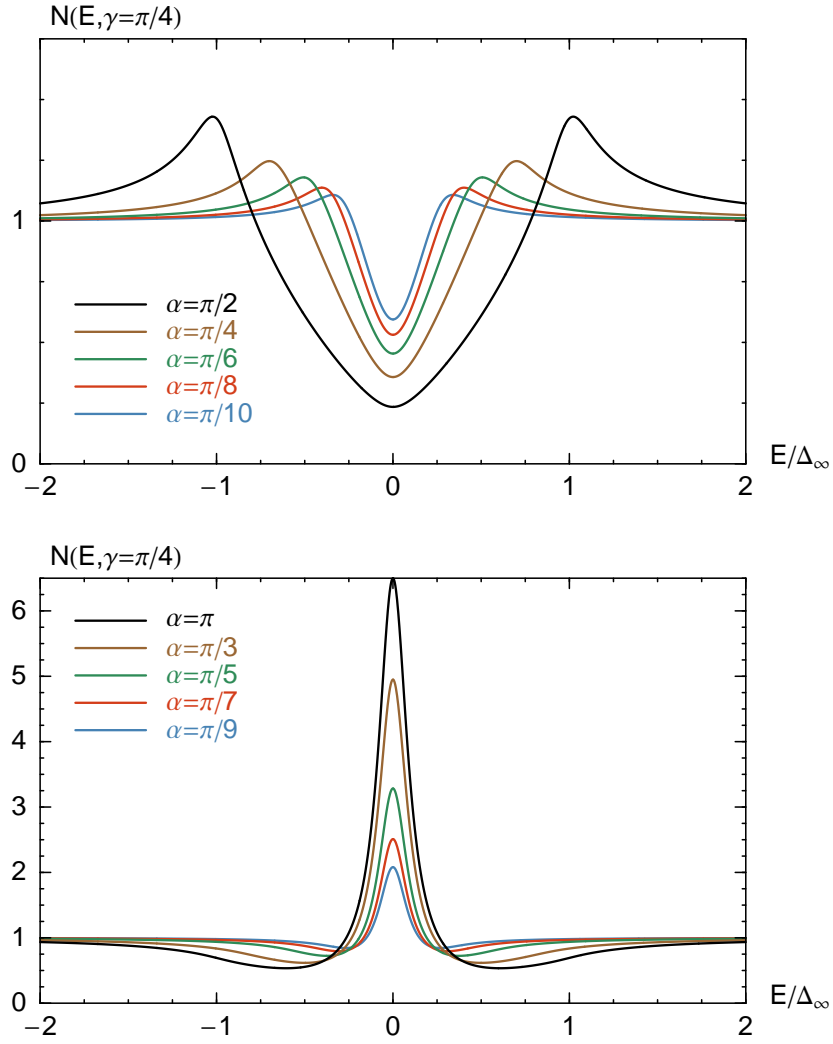 N(E,γ=π/4)
1
0
α=π/2
α=π/4
α=π/6
α=π/8
α=π/10
−2 −1 0 1 2
E/Δ∞
N(E,γ=π/4)
6
5
4
3
2
1
0
α=π
α=π/3
α=π/5
α=π/7
α=π/9
−2 −1 0 1 2
E/Δ∞